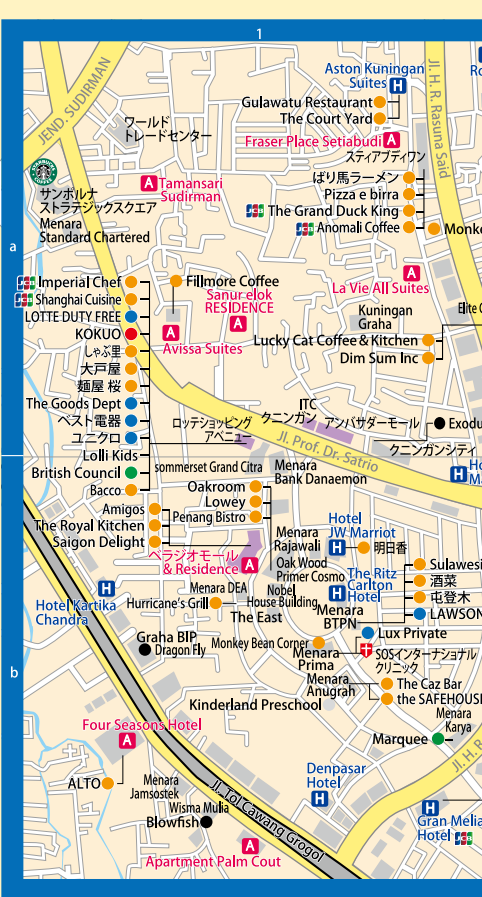 1
JEND. SUDIRMAN
Jl. H. R. Rasuna Said
Aston Kuningan
Suites H
Gulawatu Restaurant
The Court Yard
ワールド
トレードセンター
Fraser Place Setiabudi A
スティアブディワン
STARBUCKS COFFEE
サンポルナ
ストラテジックスクエア
Menara
Standard Chartered
A Tamansari
Sudirman
ばり馬ラーメン
Pizza e birra
JCB The Grand Duck King
JCB Anomali Coffee
Monke
a
JCB Imperial Chef
JCB Shanghai Cuisine
LOTTE DUTY FREE
KOKUO
しゃぶ里
大戸屋
麺屋 桜
The Goods Dept
ベスト電器
ユニクロ
Lolli Kids
British Council
Bacco
Fillmore Coffee
Sanur elok
RESIDENCE
A
A
Avissa Suites
A
La Vie All Suites
Kuningan
Graha
Elite
Lucky Cat Coffee & Kitchen
Dim Sum Inc
ITC
クニンガン
アンバサダーモール
Exodu
ロッテショッピング
アベニュー
Jl. Prof. Dr. Satrio
クニンガンシティ
sommerset Grand Citra
Menara
Bank Danaemon
H
Oakroom
Lowey
Penang Bistro
Amigos
The Royal Kitchen
Saigon Delight
ベラジオモール
& Residence A
Menara
Rajawali
Oak Wood
Primer Cosmo
Hotel
JW Marriot
H
明日香
The Ritz
Carlton
H Hotel
Sulawesi
酒菜
屯登木
LAWSON
Menara
BTPN
H
Hotel Kartika
Chandra
Menara DEA
Nobel
House Building
Hurricane's Grill
The East
Lux Private
Graha BIP
Dragon Fly
Monkey Bean Corner
Menara
Prima
SOSインターナショナル
クリニック
b
Menara
Anugrah
The Caz Bar
the SAFEHOUSE
Kinderland Preschool
Menara
Karya
Marquee
Four Seasons Hotel
A
Jl. H. R.
ALTO
Menara
Jamsostek
Jl. Tol Cawang Grogol
Denpasar
Hotel
H
Wisma Mulia
Blowfish
H
Gran Melia
Hotel JCB
A
Apartment Palm Cout